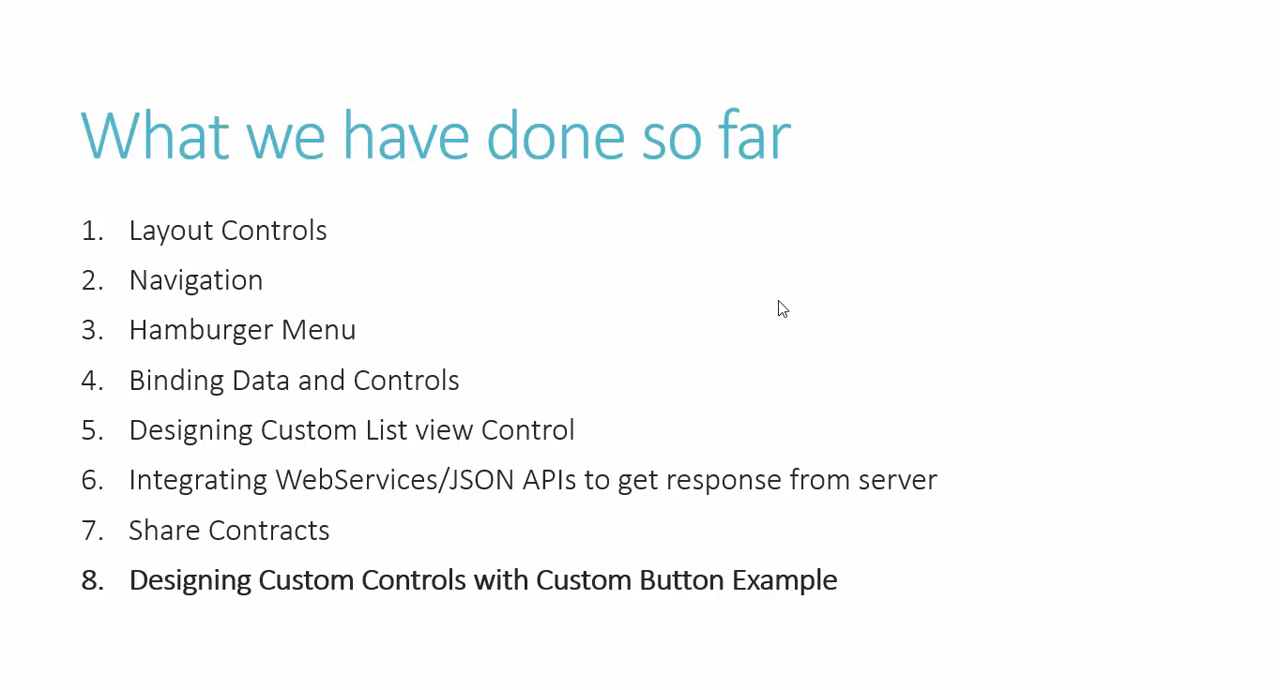 What we have done so far
1. Layout Controls
2. Navigation
3. Hamburger Menu
4. Binding Data and Controls
5. Designing Custom List view Control
6. Integrating WebServices/JSON APIs to get response from server
7. Share Contracts
8. Designing Custom Controls with Custom Button Example